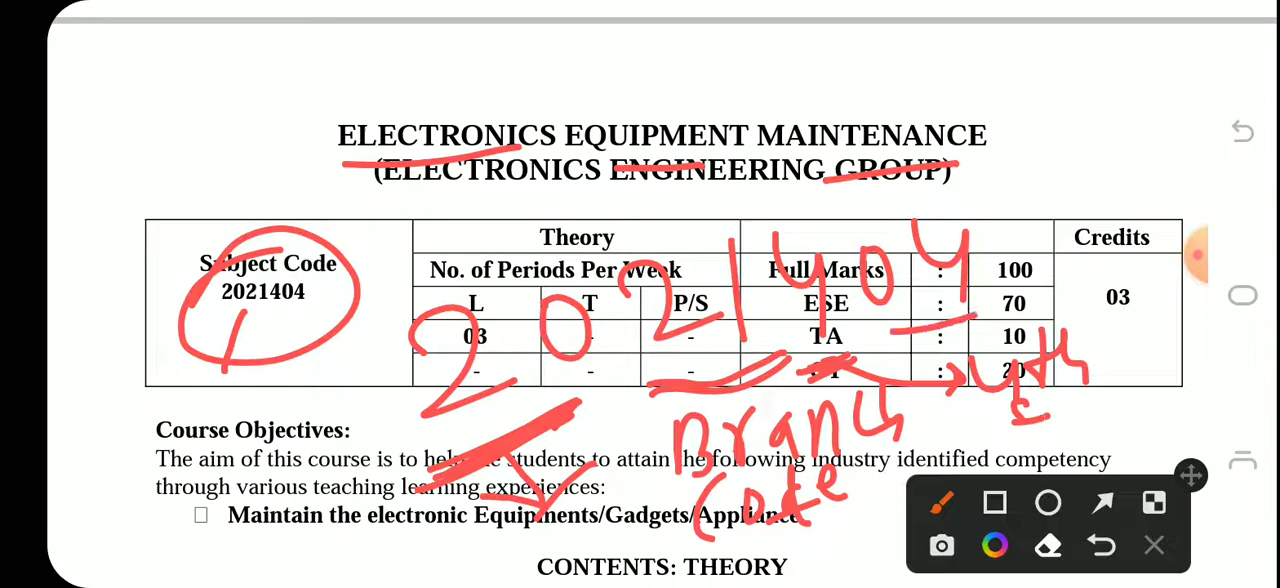 ELECTRONICS EQUIPMENT MAINTENANCE
(ELECTRONICS ENGINEERING GROUP)
Subject Code
2021404
Theory
Credits
No. of Periods Per Week
Full Marks : 100
L T P/S
ESE : 70
03
03 - -
TA : 10
- - -
: 20
2021404
4th
Branch
Code
Course Objectives:
The aim of this course is to help the students to attain the following industry identified competency
through various teaching learning experiences:
Maintain the electronic Equipments/Gadgets/Appliance
CONTENTS: THEORY